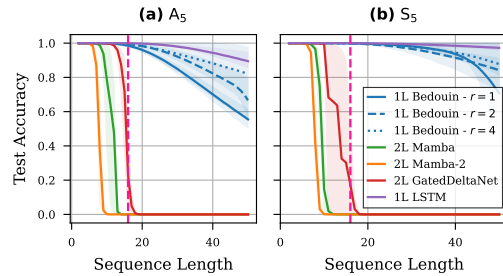 (a) A₅
(b) S₅
Test Accuracy
1.0
0.8
0.6
0.4
0.2
0.0
0
20
40
0
20
40
Sequence Length
Sequence Length
1L Bedouin - r = 1
1L Bedouin - r = 2
1L Bedouin - r = 4
2L Mamba
2L Mamba-2
2L GatedDeltaNet
1L LSTM